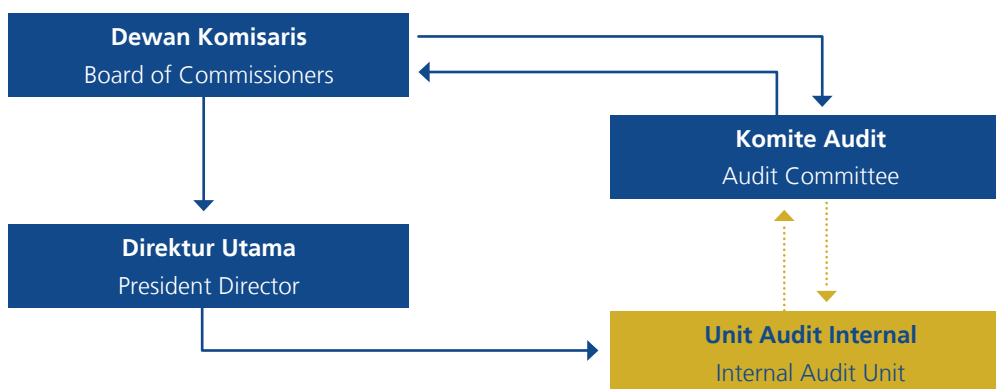 Dewan Komisaris
Board of Commissioners
Komite Audit
Audit Committee
Direktur Utama
President Director
Unit Audit Internal
Internal Audit Unit